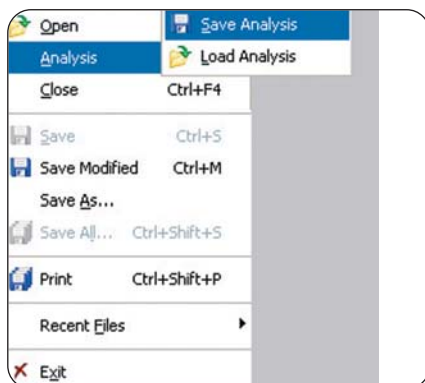 Open
Save Analysis
Analysis
Load Analysis
Close Ctrl+F4
Save Ctrl+S
Save Modified Ctrl+M
Save As...
Save All... Ctrl+Shift+S
Print Ctrl+Shift+P
Recent Files
Exit